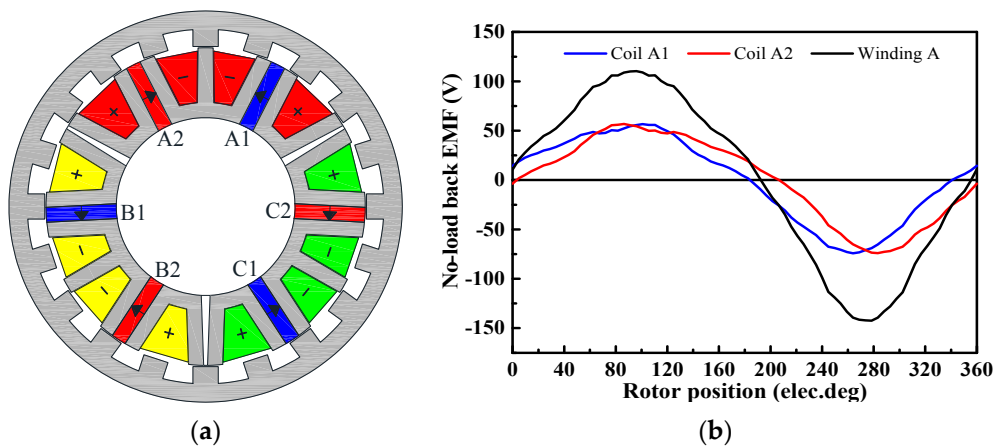 +
−
−
+
A2
A1
+
+
B1
C2
−
−
B2
C1
−
−
+
+
150
100
50
0
-50
-100
-150
No-load back EMF (V)
Coil A1
Coil A2
Winding A
0
40
80
120
160
200
240
280
320
360
Rotor position (elec.deg)
(a)
(b)